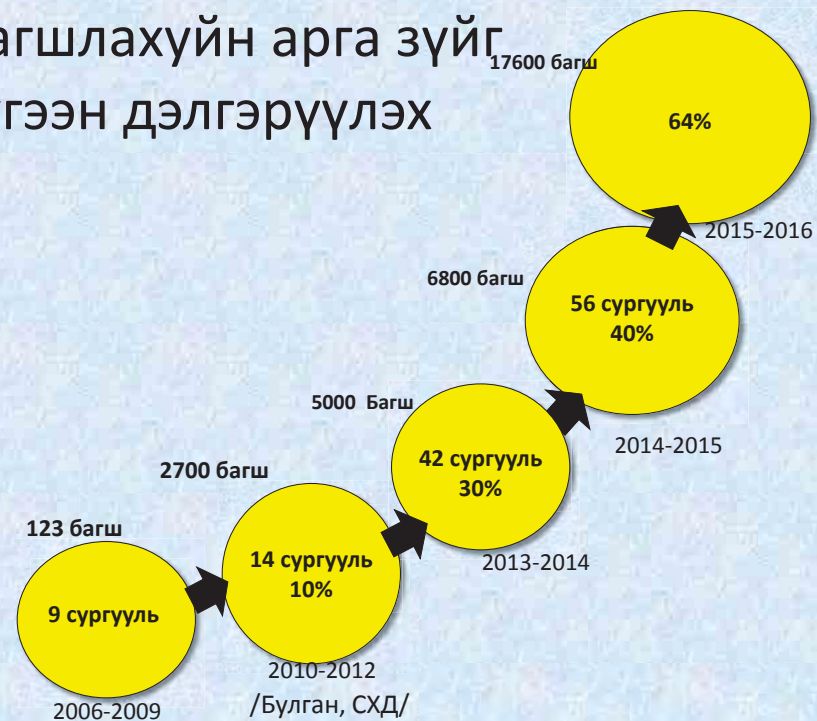 агшлахуйн арга зүйг
гээн дэлгэрүүлэх
17600 багш
64%
2015-2016
6800 багш
56 сургууль
40%
2014-2015
5000 Багш
42 сургууль
30%
2013-2014
2700 багш
14 сургууль
10%
2010-2012
/Булган, СХД/
123 багш
9 сургууль
2006-2009